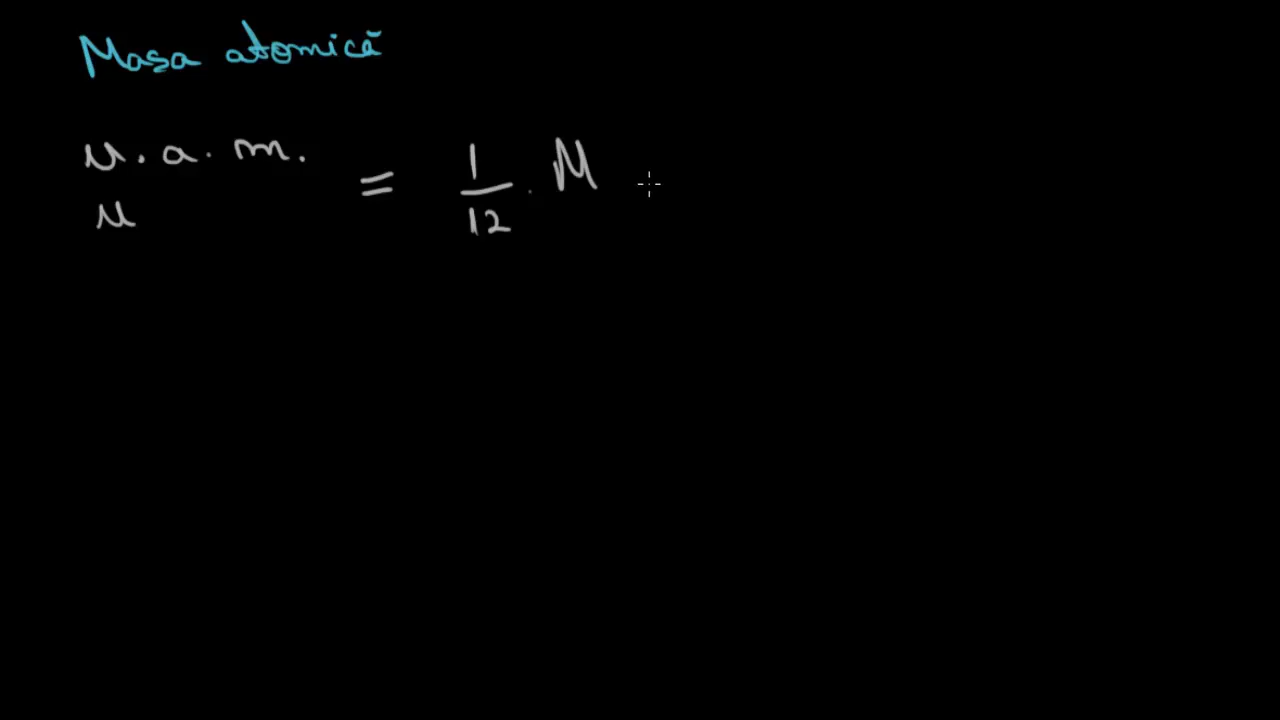 Masa atomică
u.a.m.
u
= 1/12 · M